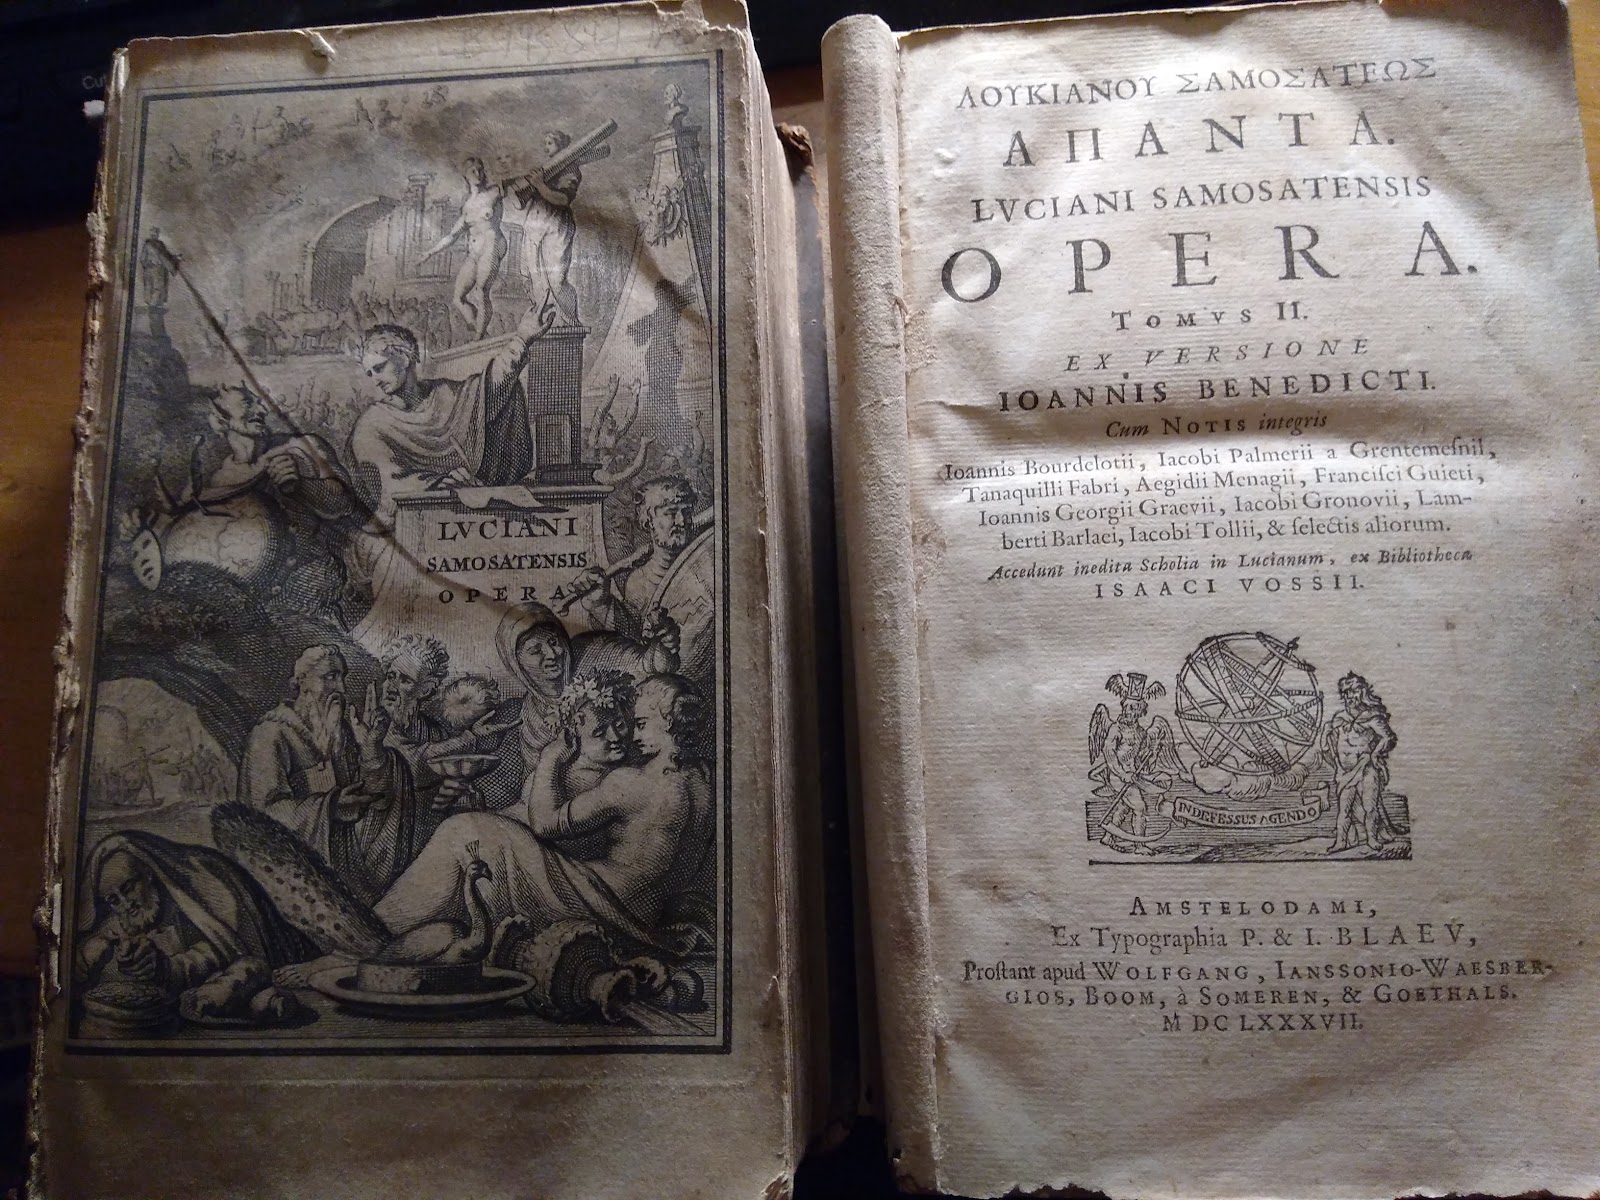 LVCIANI
SAMOSATENSIS
OPERA
ΛΟΥΚΙΑΝΟΥ ΣΑΜΟΣΑΤΕΩΣ
ΑΠΑΝΤΑ.
LVCIANI SAMOSATENSIS
OPERA.
TOMVS II.
EX VERSIONE
IOANNIS BENEDICTI.
Cum NOTIS integris
Ioannis Bourdelotii, Iacobi Palmerii a Grentemeſnil,
Tanaquilli Fabri, Aegidii Menagii, Franciſci Guieti,
Ioannis Georgii Graevii, Iacobi Gronovii, Lam-
berti Barlaei, Iacobi Tollii, & ſelectis aliorum.
Accedunt inedita Scholia in Lucianum, ex Bibliotheca
ISAACI VOSSII.
INDEFESSUS AGENDO
AMSTELODAMI,
Ex Typographia P. & I. BLAEV,
Proſtant apud WOLFGANG, IANSSONIO-WAESBER-
GIOS, BOOM, à SOMEREN, & GOETHALS.
M DC LXXXVII.